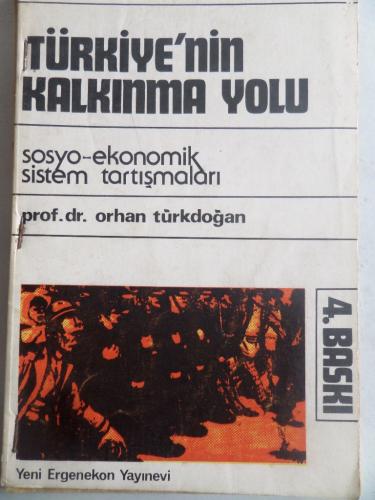 TÜRKİYE'NİN
KALKINMA YOLU
sosyo-ekonomik
sistem tartışmaları
prof.dr. orhan türkdoğan
4. BASKI
Yeni Ergenekon Yayınevi